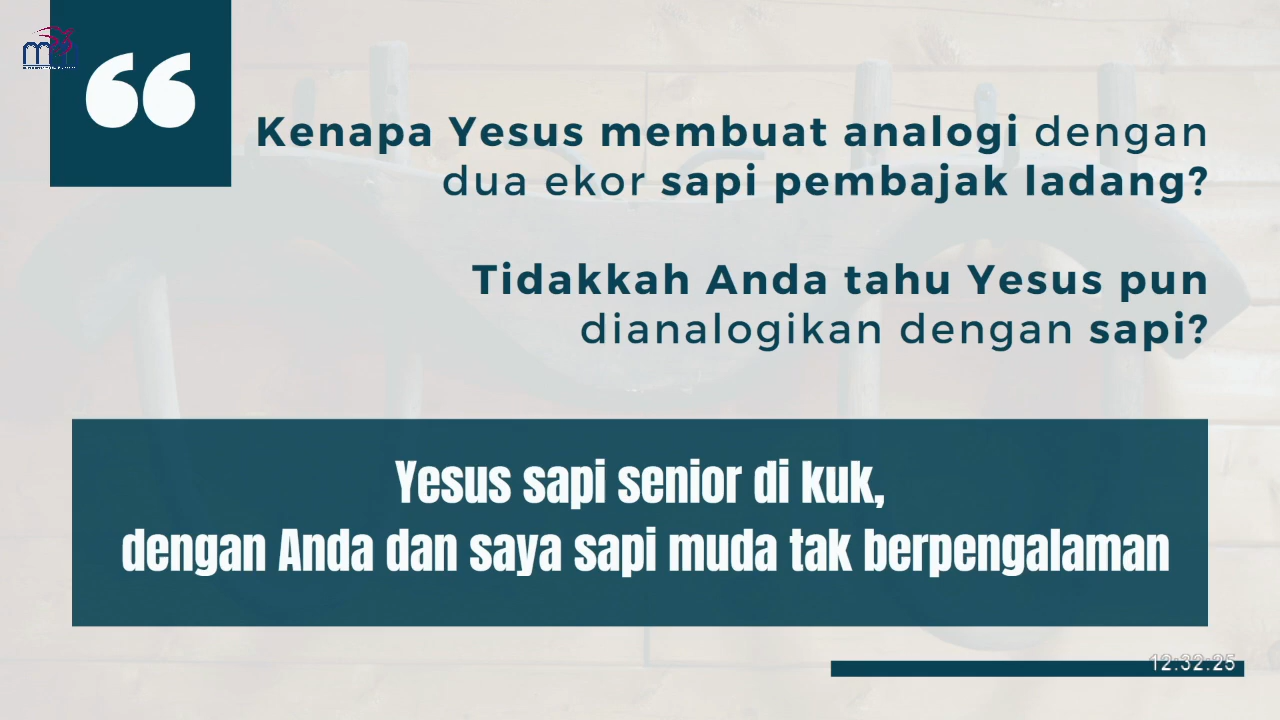 Kenapa Yesus membuat analogi dengan
dua ekor sapi pembajak ladang?
Tidakkah Anda tahu Yesus pun
dianalogikan dengan sapi?
Yesus sapi senior di kuk,
dengan Anda dan saya sapi muda tak berpengalaman
12:32:25